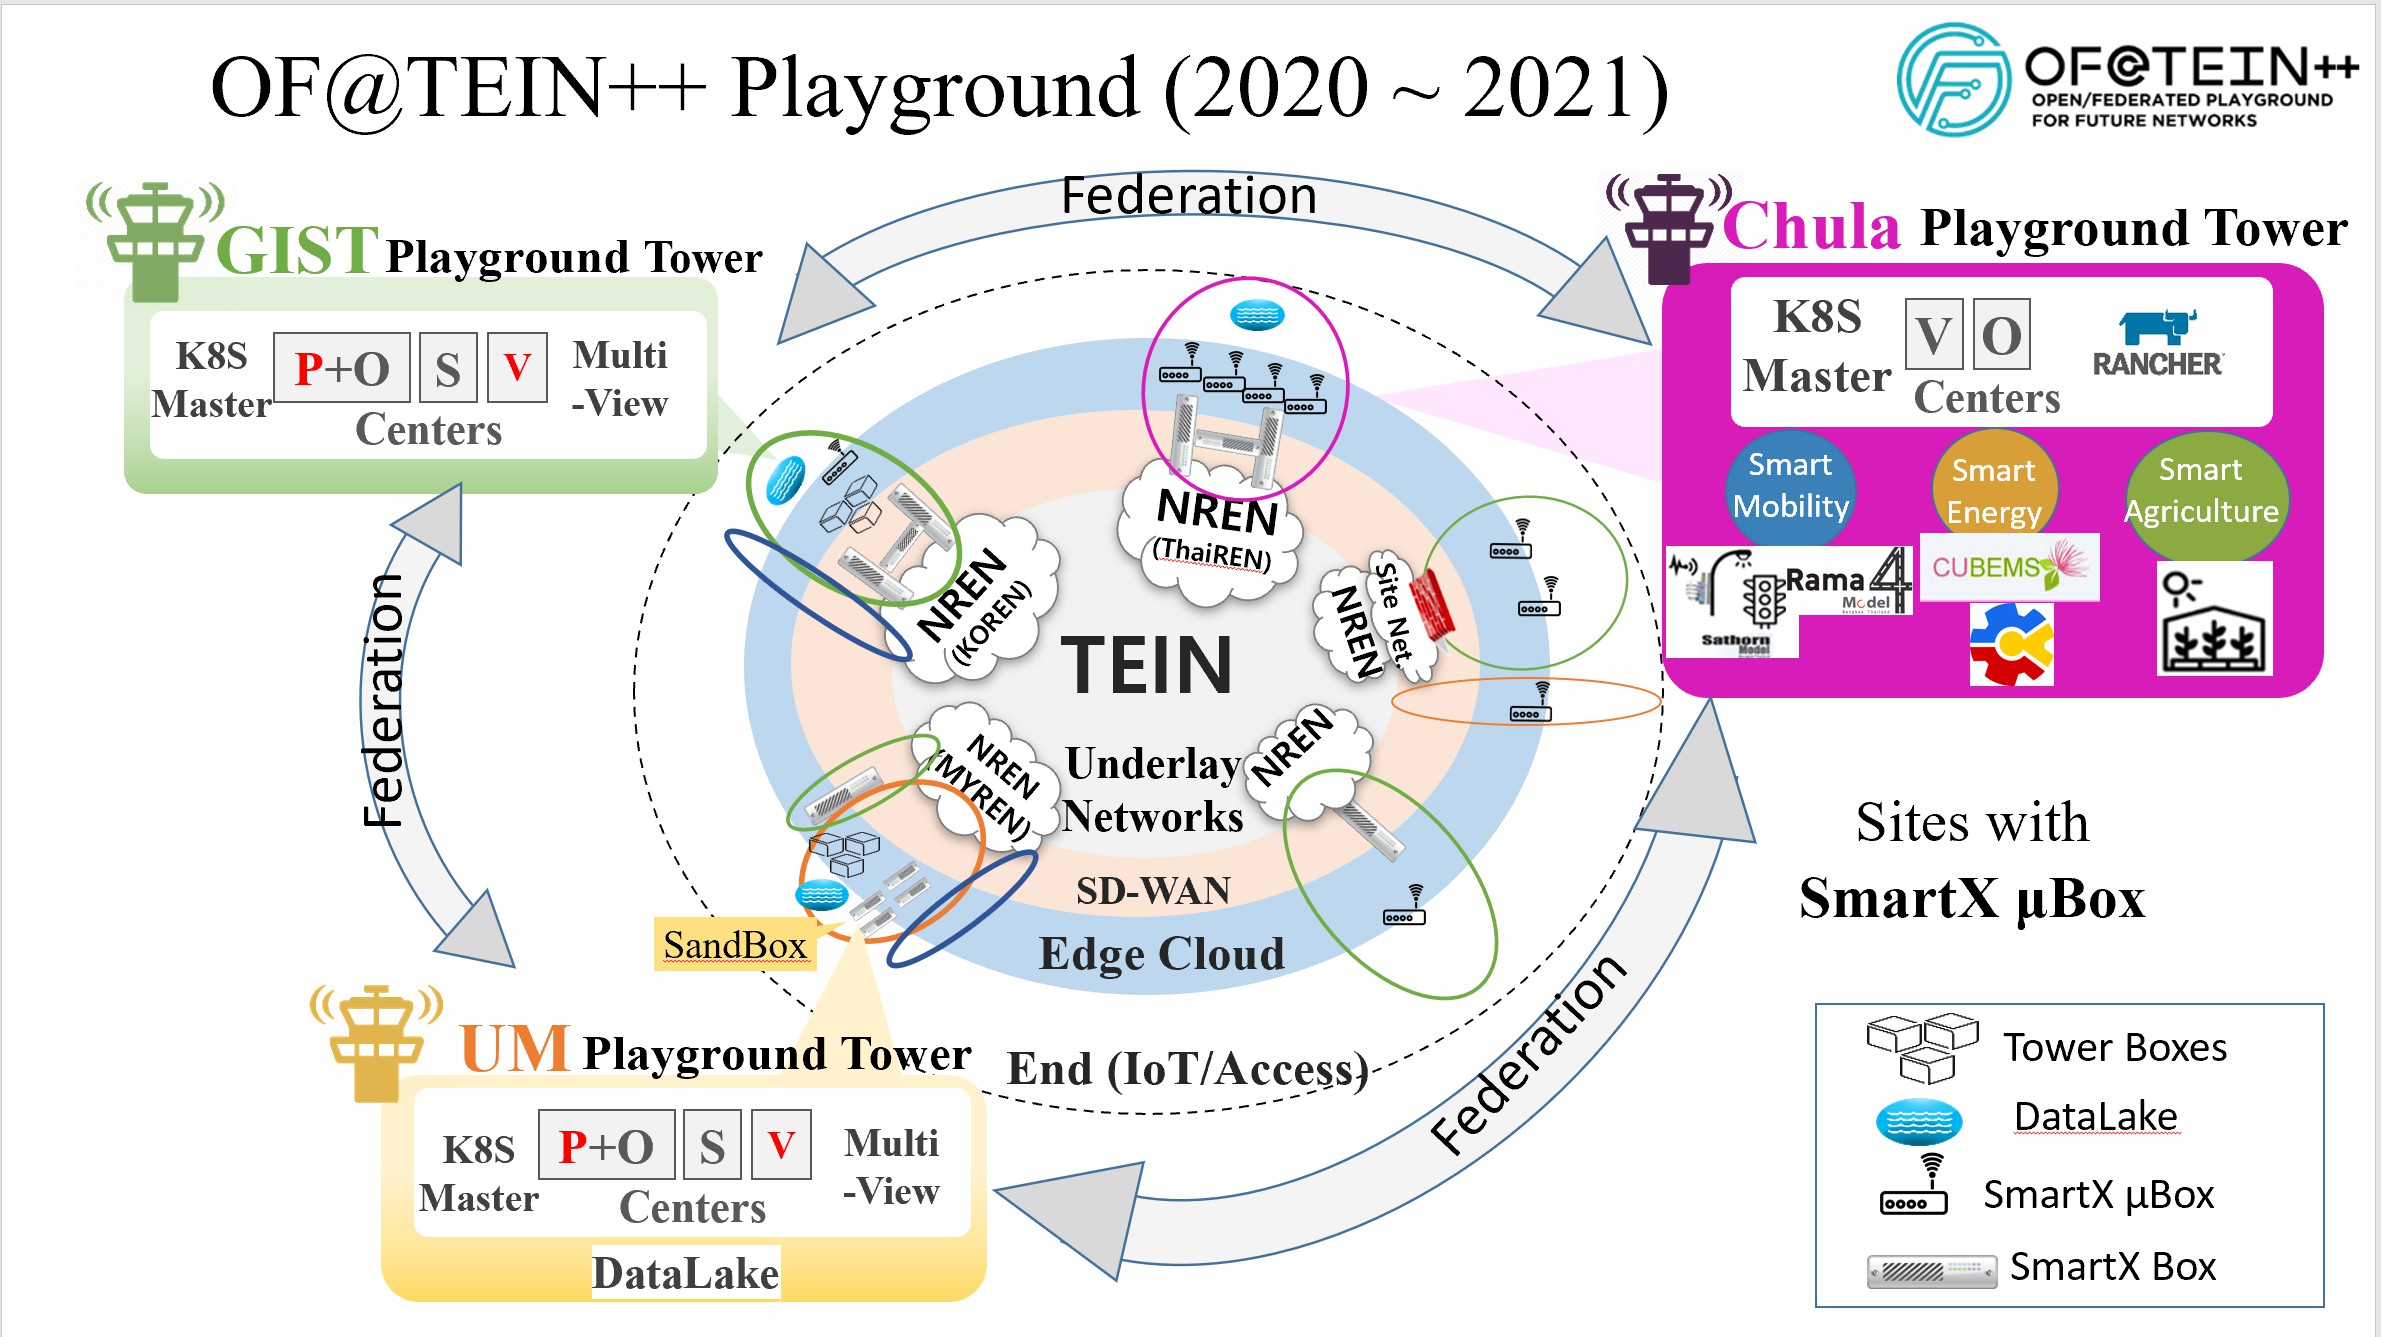 OF@TEIN++ Playground (2020 ~ 2021)
OF@TEIN++
OPEN/FEDERATED PLAYGROUND
FOR FUTURE NETWORKS
Federation
GIST Playground Tower
K8S
Master
P+O S V
Centers
Multi
-View
Chula Playground Tower
K8S
Master
V O
Centers
RANCHER
Smart
Mobility
Smart
Energy
Smart
Agriculture
Rama 4
Model
Sathorn
Model
CUBEMS
NREN
(ThaiREN)
NREN
(KOREN)
Site Net.
NREN
TEIN
NREN
(MYREN)
NREN
Underlay
Networks
SD-WAN
Edge Cloud
End (IoT/Access)
SandBox
Federation
Federation
UM Playground Tower
K8S
Master
P+O S V
Centers
Multi
-View
DataLake
Sites with
SmartX µBox
Tower Boxes
DataLake
SmartX µBox
SmartX Box